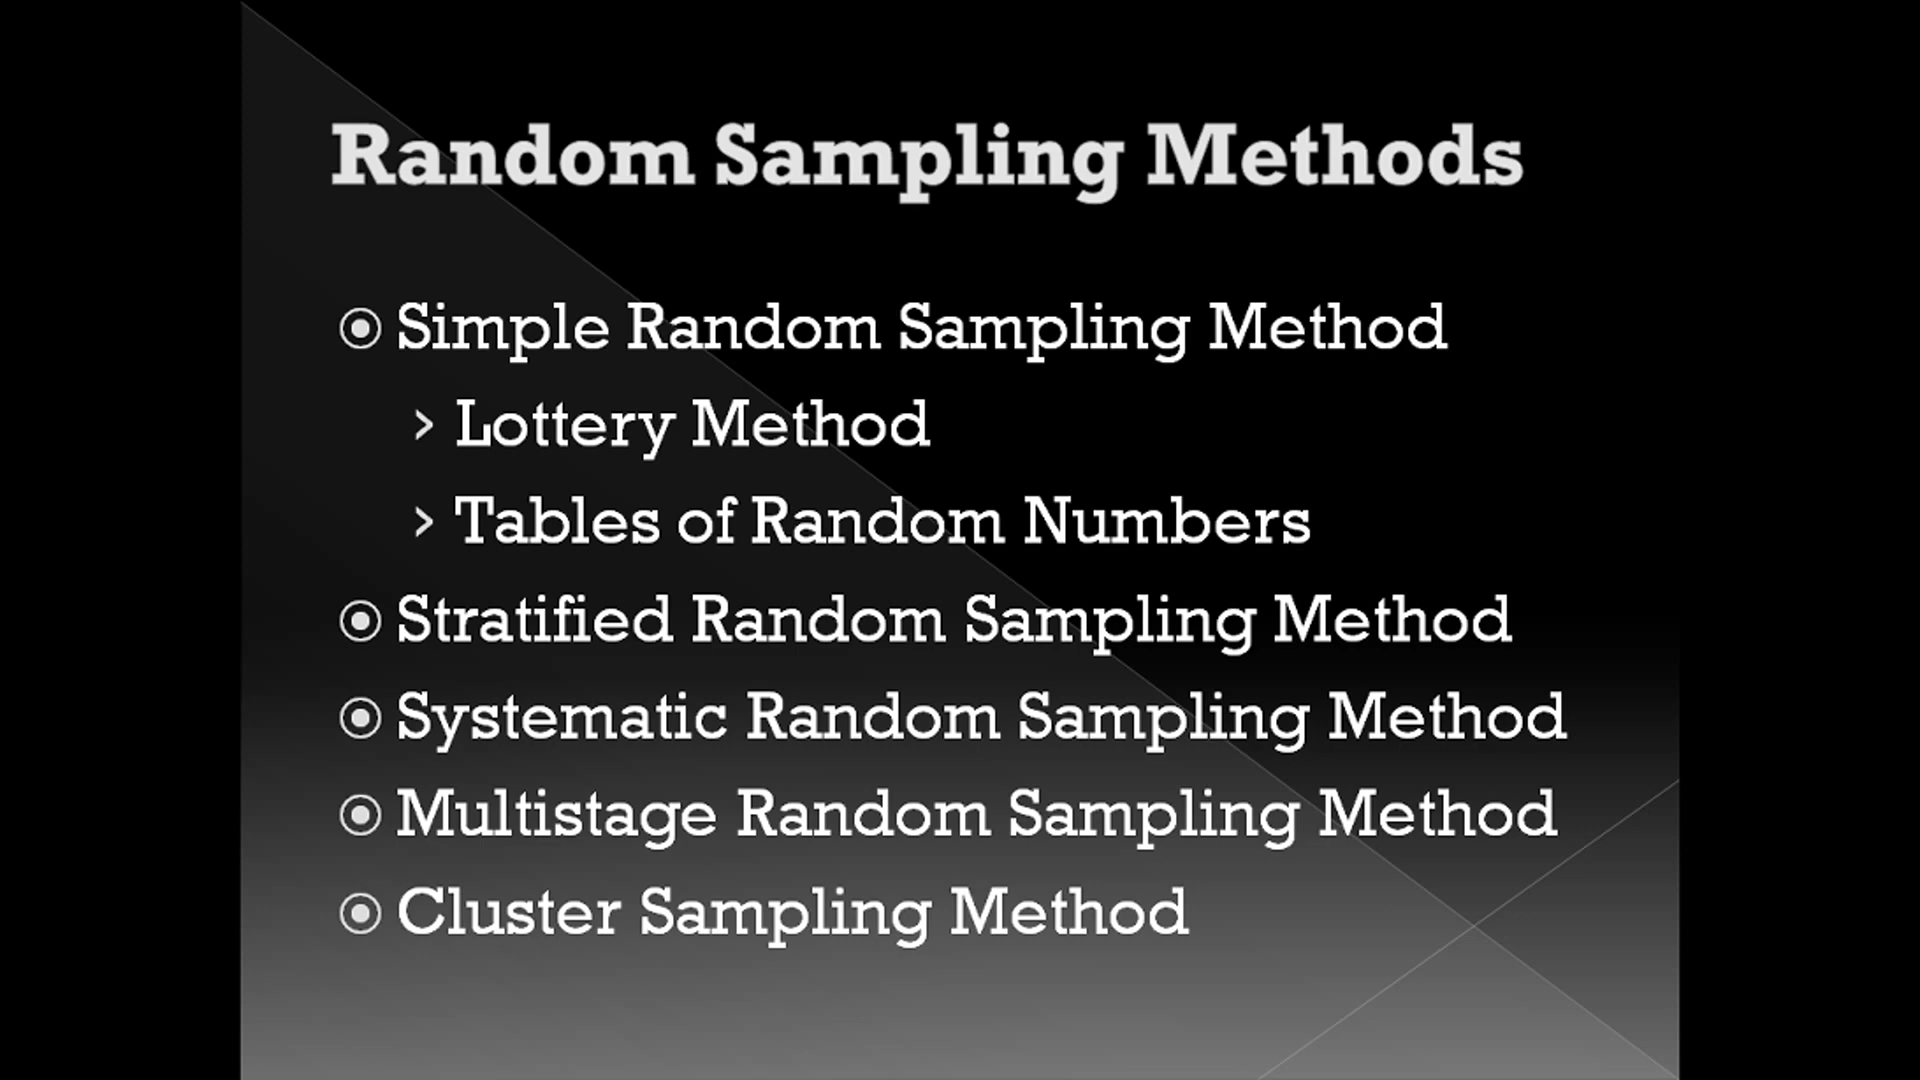 Random Sampling Methods
Simple Random Sampling Method
Lottery Method
Tables of Random Numbers
Stratified Random Sampling Method
Systematic Random Sampling Method
Multistage Random Sampling Method
Cluster Sampling Method